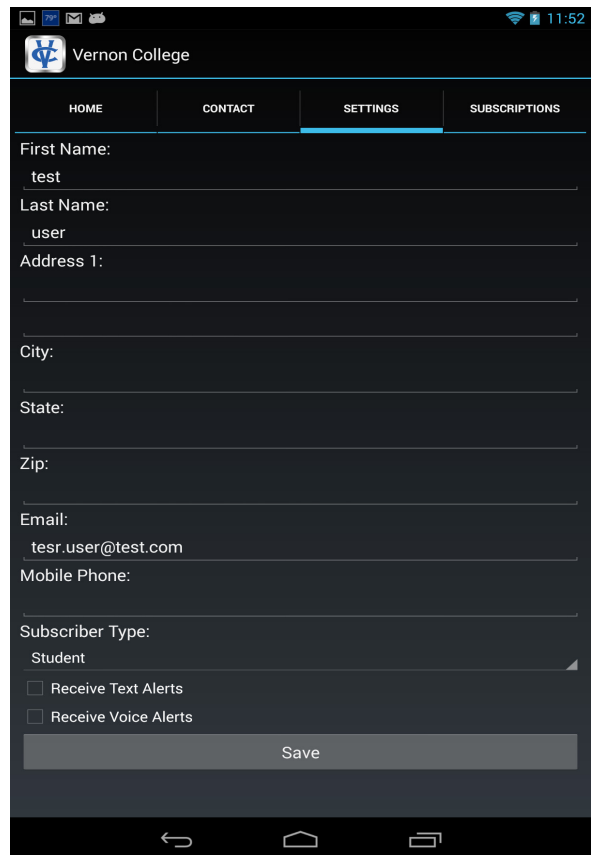 79°
11:52
VC
Vernon College
HOME CONTACT SETTINGS SUBSCRIPTIONS
First Name:
test
Last Name:
user
Address 1:
City:
State:
Zip:
Email:
tesr.user@test.com
Mobile Phone:
Subscriber Type:
Student
Receive Text Alerts
Receive Voice Alerts
Save